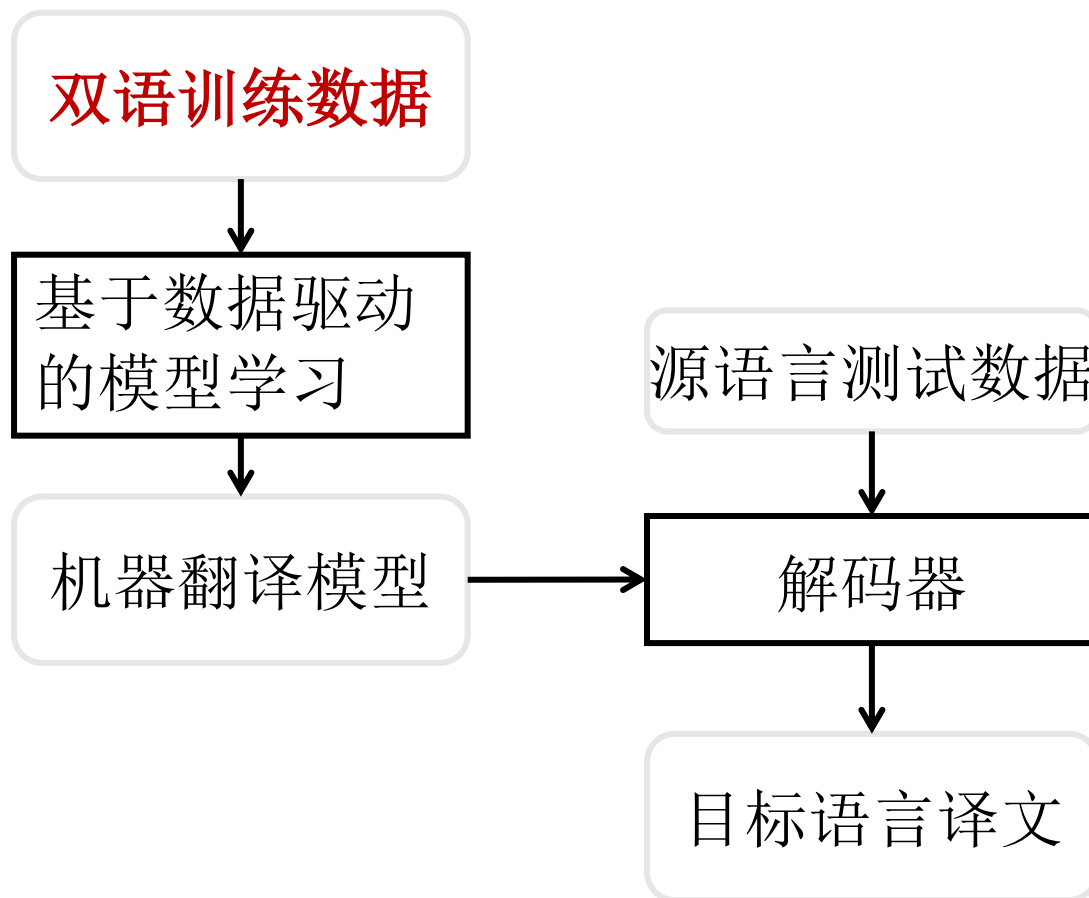 双语训练数据
基于数据驱动
的模型学习
机器翻译模型
源语言测试数据
解码器
目标语言译文